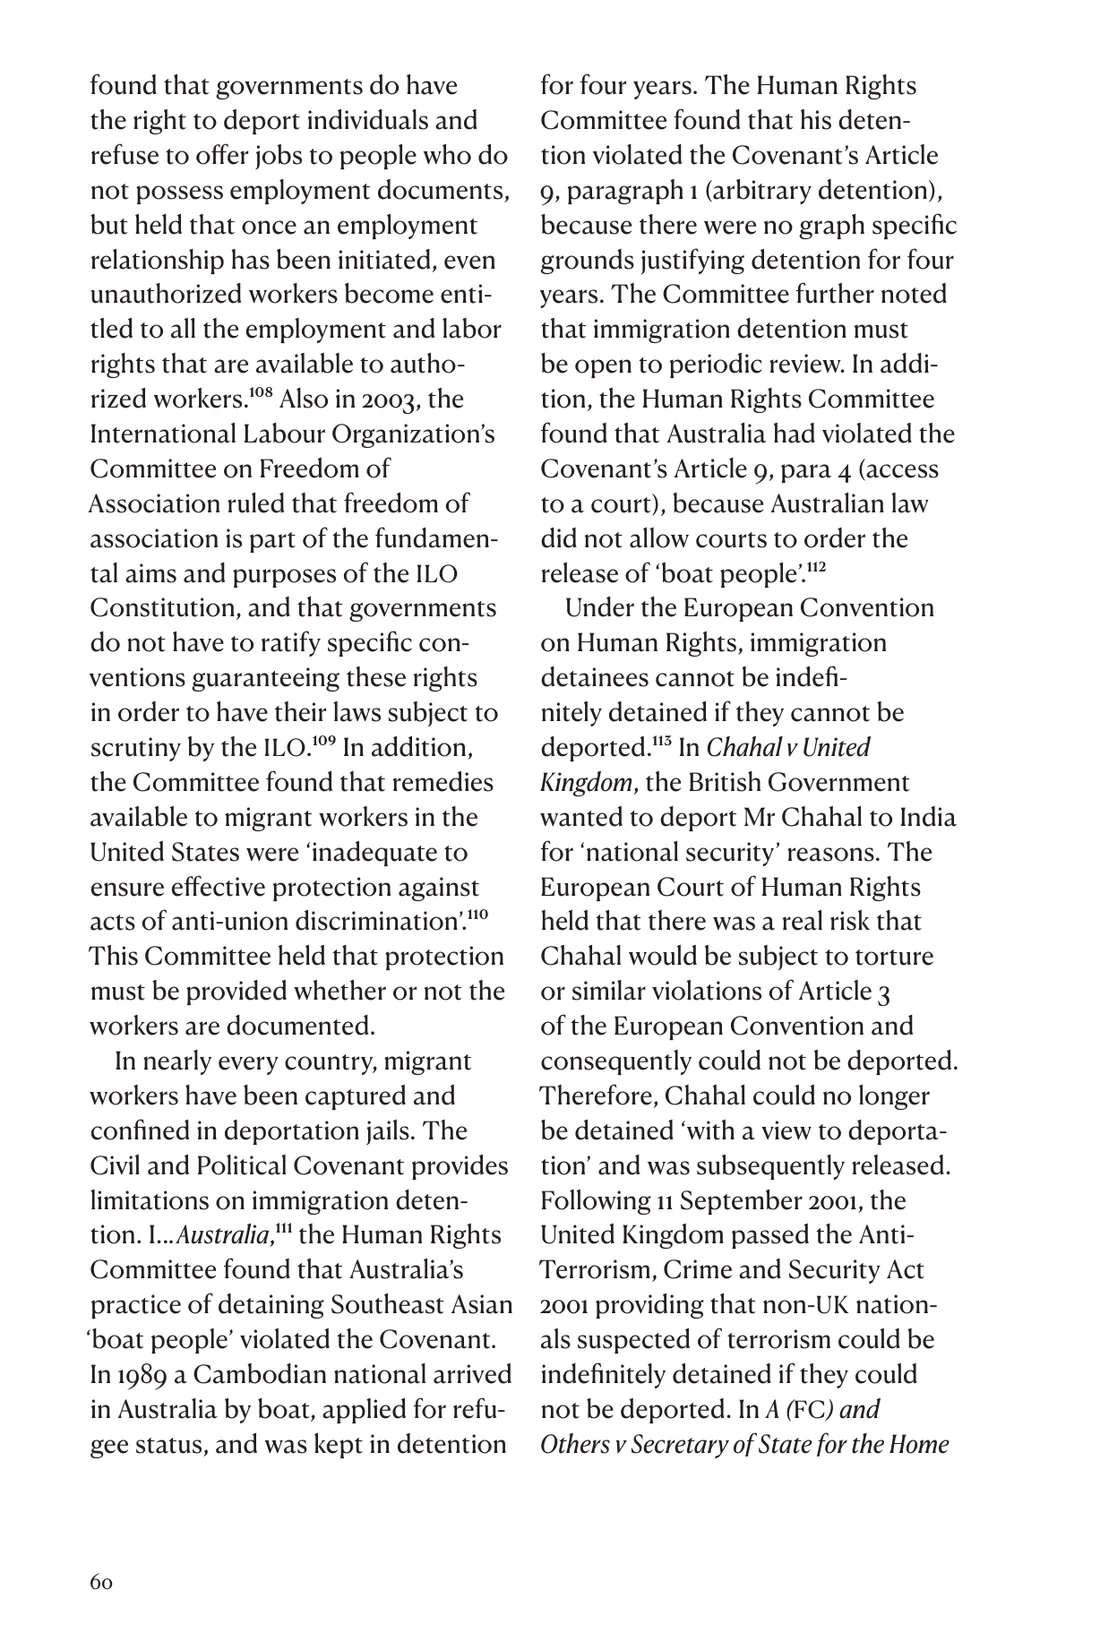 found that governments do have
the right to deport individuals and
refuse to offer jobs to people who do
not possess employment documents,
but held that once an employment
relationship has been initiated, even
unauthorized workers become enti-
tled to all the employment and labor
rights that are available to autho-
rized workers.¹⁰⁸ Also in 2003, the
International Labour Organization’s
Committee on Freedom of
Association ruled that freedom of
association is part of the fundamen-
tal aims and purposes of the ILO
Constitution, and that governments
do not have to ratify specific con-
ventions guaranteeing these rights
in order to have their laws subject to
scrutiny by the ILO.¹⁰⁹ In addition,
the Committee found that remedies
available to migrant workers in the
United States were ‘inadequate to
ensure effective protection against
acts of anti-union discrimination’.¹¹⁰
This Committee held that protection
must be provided whether or not the
workers are documented.
In nearly every country, migrant
workers have been captured and
confined in deportation jails. The
Civil and Political Covenant provides
limitations on immigration deten-
tion. I...Australia,¹¹¹ the Human Rights
Committee found that Australia’s
practice of detaining Southeast Asian
‘boat people’ violated the Covenant.
In 1989 a Cambodian national arrived
in Australia by boat, applied for refu-
gee status, and was kept in detention
for four years. The Human Rights
Committee found that his deten-
tion violated the Covenant’s Article
9, paragraph 1 (arbitrary detention),
because there were no graph specific
grounds justifying detention for four
years. The Committee further noted
that immigration detention must
be open to periodic review. In addi-
tion, the Human Rights Committee
found that Australia had violated the
Covenant’s Article 9, para 4 (access
to a court), because Australian law
did not allow courts to order the
release of ‘boat people’.¹¹²
Under the European Convention
on Human Rights, immigration
detainees cannot be indefi-
nitely detained if they cannot be
deported.¹¹³ In Chahal v United
Kingdom, the British Government
wanted to deport Mr Chahal to India
for ‘national security’ reasons. The
European Court of Human Rights
held that there was a real risk that
Chahal would be subject to torture
or similar violations of Article 3
of the European Convention and
consequently could not be deported.
Therefore, Chahal could no longer
be detained ‘with a view to deporta-
tion’ and was subsequently released.
Following 11 September 2001, the
United Kingdom passed the Anti-
Terrorism, Crime and Security Act
2001 providing that non-UK nation-
als suspected of terrorism could be
indefinitely detained if they could
not be deported. In A (FC) and
Others v Secretary of State for the Home
60